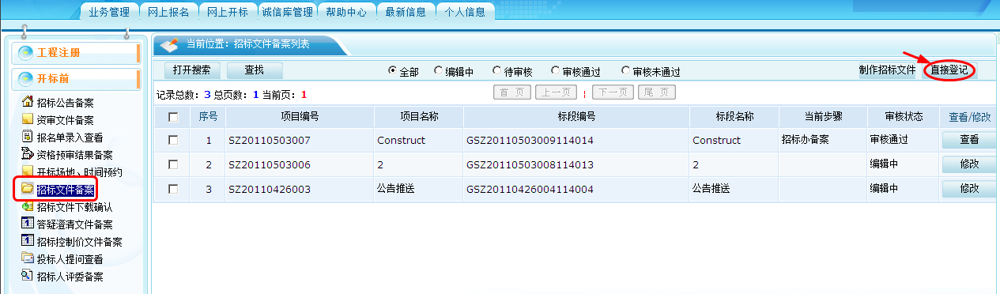 业务管理 网上报名 网上开标 诚信库管理 帮助中心 最新信息 个人信息
工程注册
开标前
招标公告备案
资审文件备案
报名单录入查看
资格预审结果备案
开标场地、时间预约
招标文件备案
招标文件下载确认
答疑澄清文件备案
招标控制价文件备案
投标人提问查看
招标人评委备案
当前位置：招标文件备案列表
打开搜索 查找 全部 编辑中 待审核 审核通过 审核未通过 制作招标文件 直接登记
记录总数：3 总页数：1 当前页：1 首 页 上一页 ¦ 下一页 尾 页
序号 项目编号 项目名称 标段编号 标段名称 当前步骤 审核状态 查看/修改
1 SZ20110503007 Construct GSZ20110503009114014 Construct 招标办备案 审核通过 查看
2 SZ20110503006 2 GSZ20110503008114013 2 编辑中 修改
3 SZ20110426003 公告推送 GSZ20110426004114004 公告推送 编辑中 修改